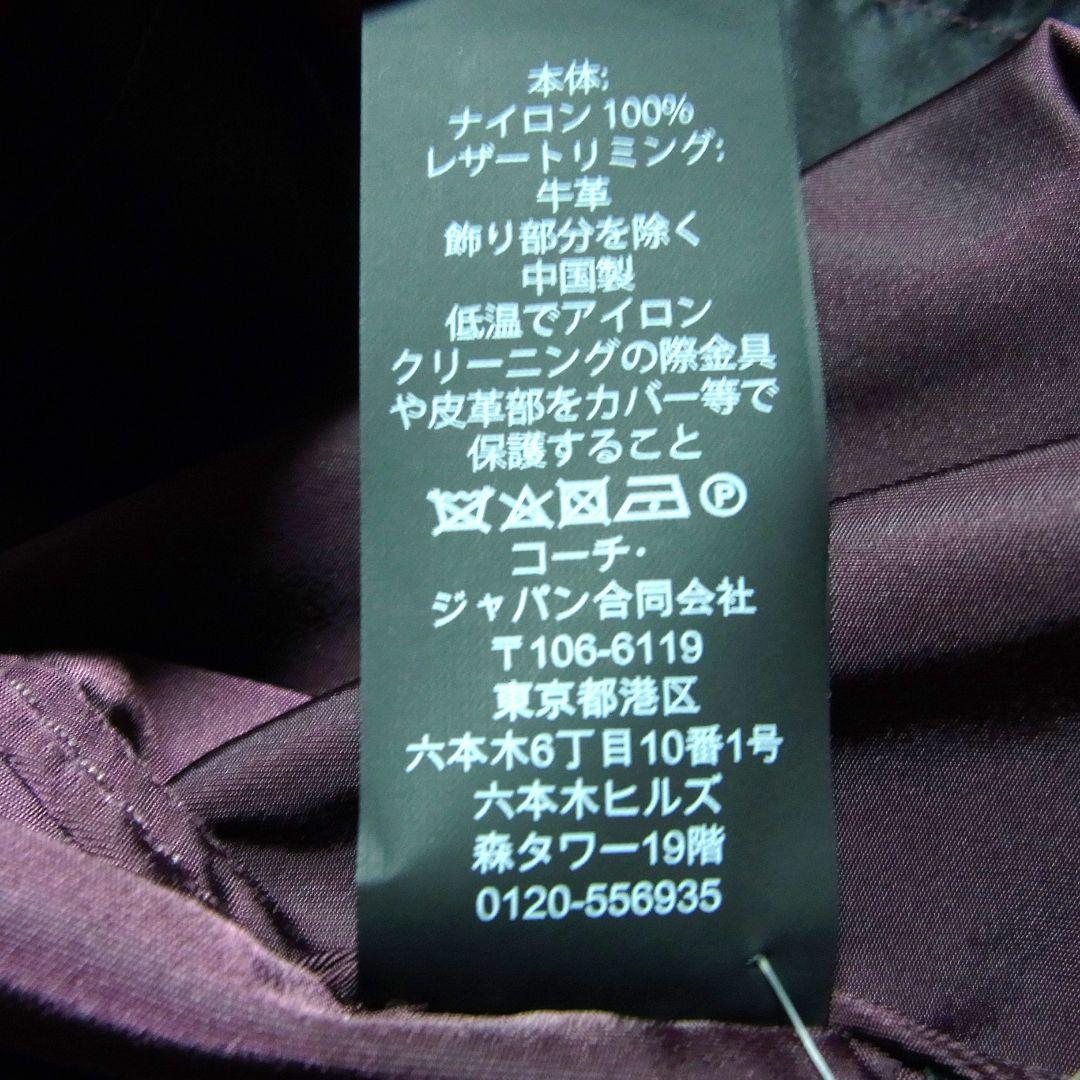 本体;
ナイロン 100%
レザートリミング;
牛革
飾り部分を除く
中国製
低温でアイロン
クリーニングの際金具
や皮革部をカバー等で
保護すること
Ⓟ
コーチ・
ジャパン合同会社
〒106-6119
東京都港区
六本木6丁目10番1号
六本木ヒルズ
森タワー19階
0120-556935